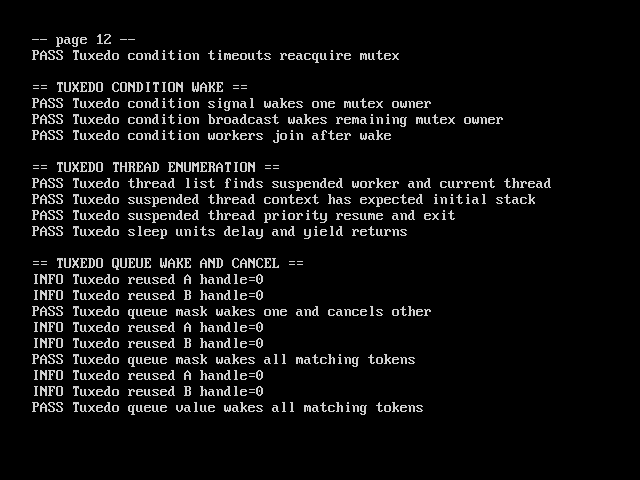 -- page 12 --
PASS Tuxedo condition timeouts reacquire mutex
== TUXEDO CONDITION WAKE ==
PASS Tuxedo condition signal wakes one mutex owner
PASS Tuxedo condition broadcast wakes remaining mutex owner
PASS Tuxedo condition workers join after wake
== TUXEDO THREAD ENUMERATION ==
PASS Tuxedo thread list finds suspended worker and current thread
PASS Tuxedo suspended thread context has expected initial stack
PASS Tuxedo suspended thread priority resume and exit
PASS Tuxedo sleep units delay and yield returns
== TUXEDO QUEUE WAKE AND CANCEL ==
INFO Tuxedo reused A handle=0
INFO Tuxedo reused B handle=0
PASS Tuxedo queue mask wakes one and cancels other
INFO Tuxedo reused A handle=0
INFO Tuxedo reused B handle=0
PASS Tuxedo queue mask wakes all matching tokens
INFO Tuxedo reused A handle=0
INFO Tuxedo reused B handle=0
PASS Tuxedo queue value wakes all matching tokens